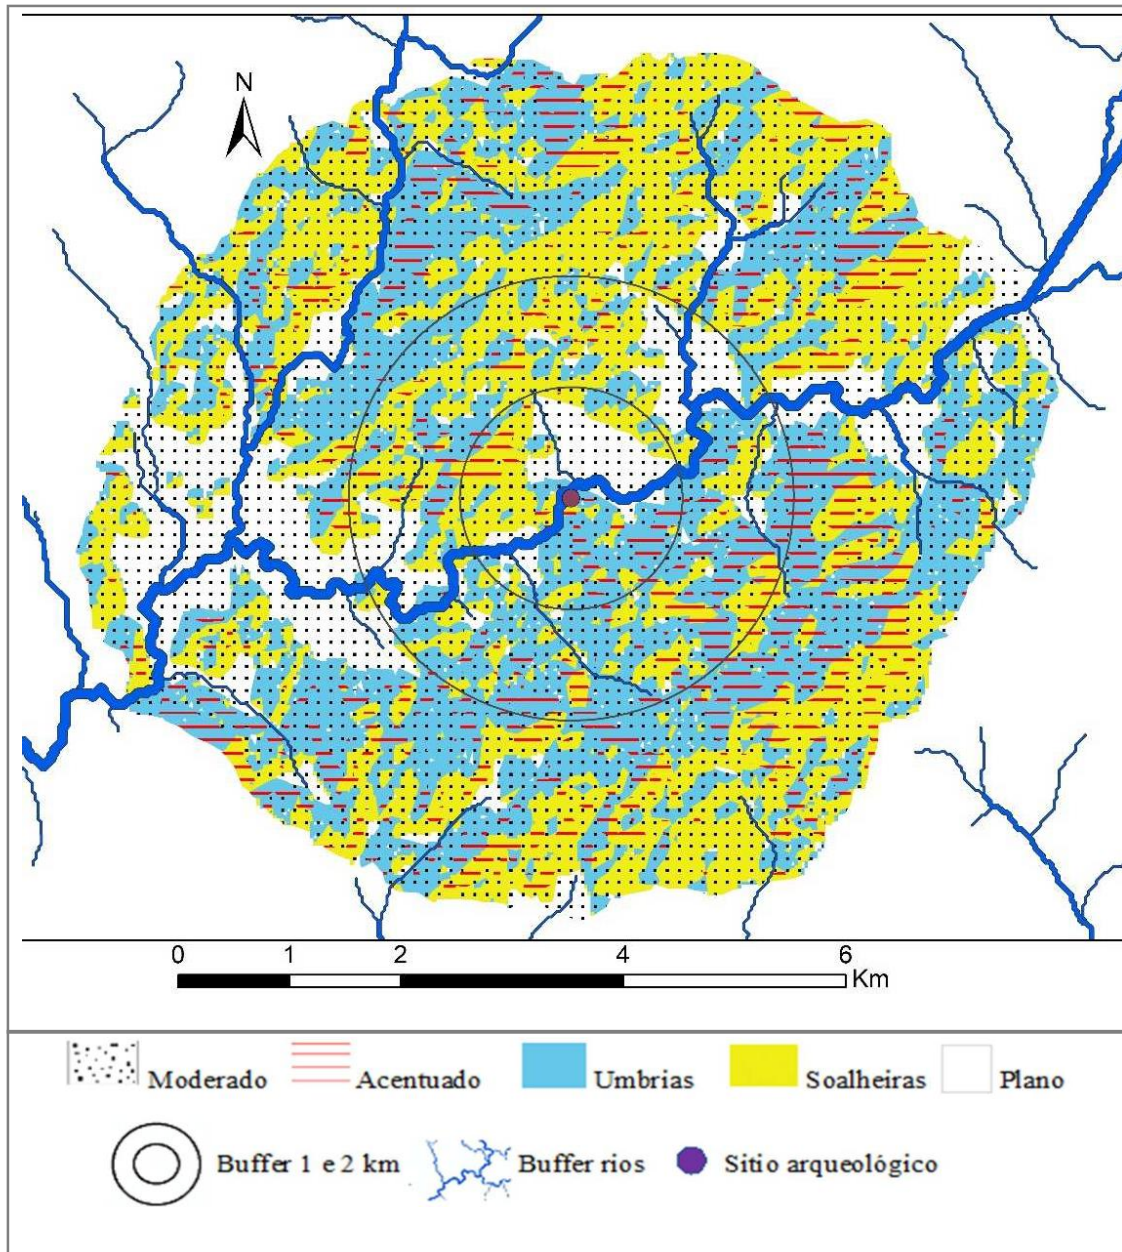 N
0 1 2 4 6
Km
Moderado Acentuado Umbrias Soalheiras Plano
Buffer 1 e 2 km Buffer rios Sitio arqueológico